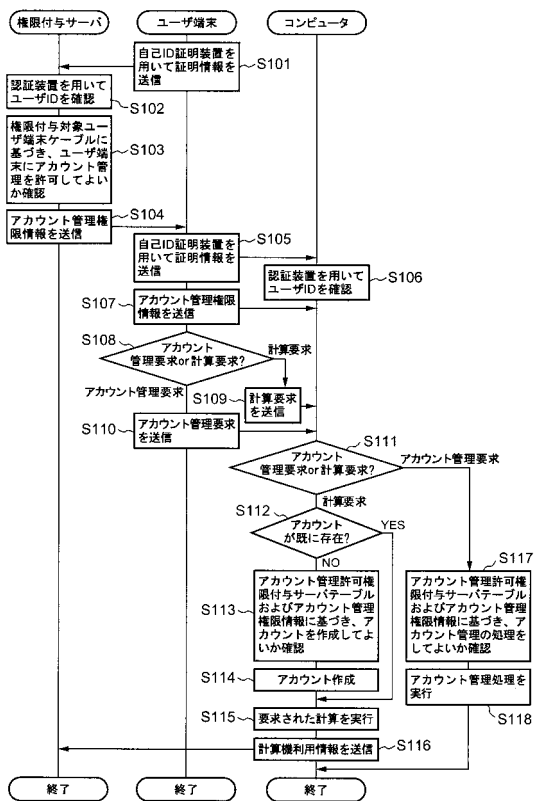 権限付与サーバ
ユーザ端末
コンピュータ
自己ID証明装置を
用いて証明情報を
送信
S101
認証装置を用いて
ユーザIDを確認
S102
権限付与対象ユー
ザ端末ケーブルに
基づき、ユーザ端
末にアカウント管理
を許可してよい
か確認
S103
アカウント管理権
限情報を送信
S104
自己ID証明装置を
用いて証明情報を
送信
S105
認証装置を用いて
ユーザIDを確認
S106
S107
アカウント管理権限
情報を送信
S108
アカウント
管理要求or計算要求?
計算要求
アカウント管理要求
S109
計算要求
を送信
S110
アカウント管理要求
を送信
S111
アカウント
管理要求or計算要求?
アカウント管理要求
計算要求
S112
アカウント
が既に存在?
YES
NO
S113
アカウント管理許可権
限付与サーバテーブル
およびアカウント管理
権限情報に基づき、ア
カウントを作成してよ
いか確認
S117
アカウント管理許可権
限付与サーバテーブル
およびアカウント管理
権限情報に基づき、ア
カウント管理の処理を
してよいか確認
S114
アカウント作成
アカウント管理処理を
実行
S118
S115
要求された計算を実行
計算機利用情報を送信
S116
終了
終了
終了